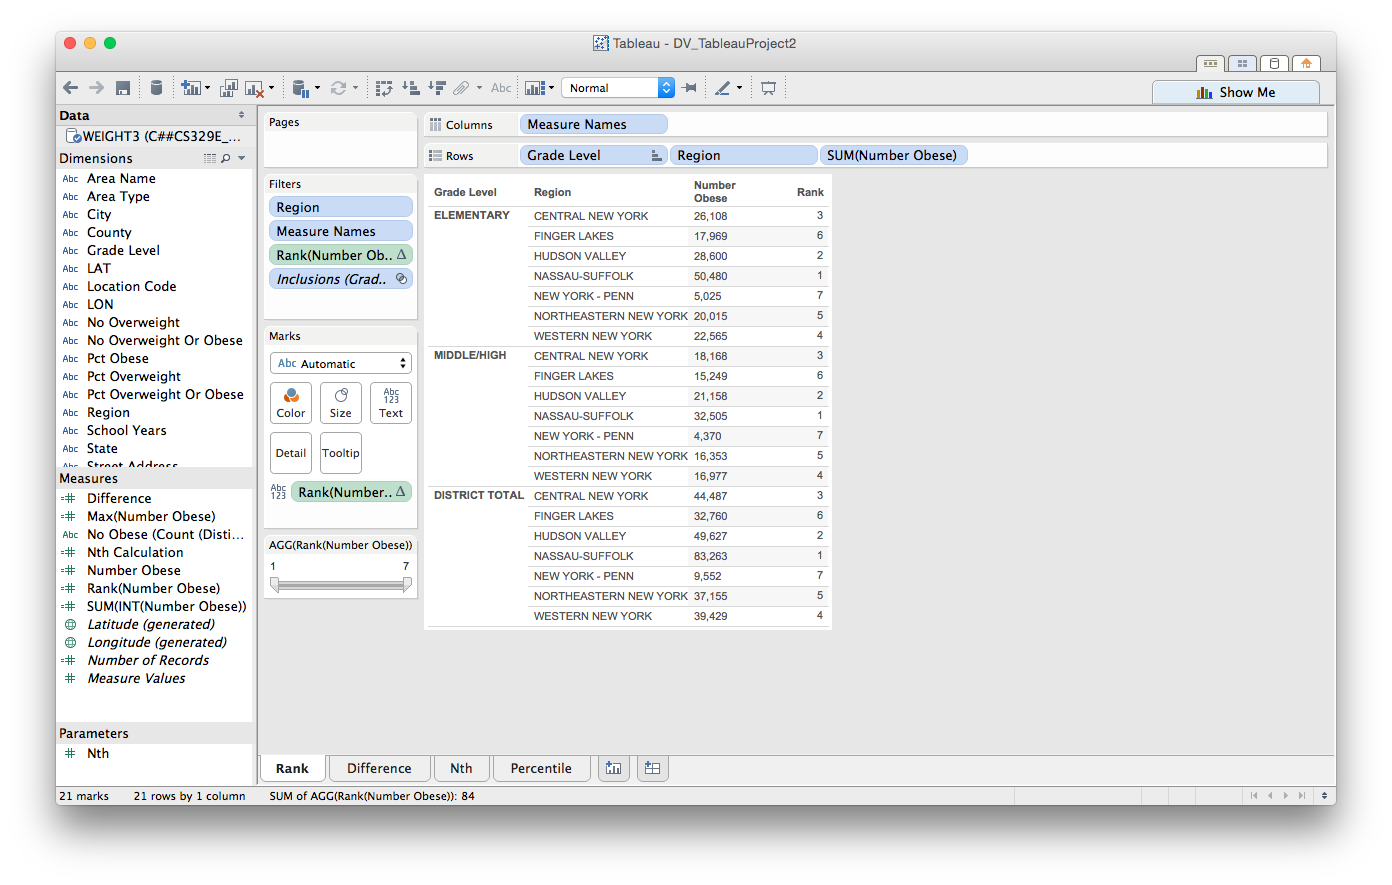 Tableau - DV_TableauProject2
Abc
Normal
Show Me
Data
WEIGHT3 (C##CS329E_...
Dimensions
Abc Area Name
Abc Area Type
Abc City
Abc County
Abc Grade Level
Abc LAT
Abc Location Code
Abc LON
Abc No Overweight
Abc No Overweight Or Obese
Abc Pct Obese
Abc Pct Overweight
Abc Pct Overweight Or Obese
Abc Region
Abc School Years
Abc State
Abc Street Address
Measures
Difference
Max(Number Obese)
Abc No Obese (Count (Disti...
Nth Calculation
Number Obese
Rank(Number Obese)
SUM(INT(Number Obese))
Latitude (generated)
Longitude (generated)
Number of Records
Measure Values
Parameters
Nth
Pages
Filters
Region
Measure Names
Rank(Number Ob..
Inclusions (Grad..
Marks
Abc Automatic
Color
Size
Abc
123
Text
Detail
Tooltip
Abc
123
Rank(Number..
AGG(Rank(Number Obese))
1 7
Columns Measure Names
Rows Grade Level Region SUM(Number Obese)
Grade Level Region Number Obese Rank
ELEMENTARY CENTRAL NEW YORK 26,108 3
FINGER LAKES 17,969 6
HUDSON VALLEY 28,600 2
NASSAU-SUFFOLK 50,480 1
NEW YORK - PENN 5,025 7
NORTHEASTERN NEW YORK 20,015 5
WESTERN NEW YORK 22,565 4
MIDDLE/HIGH CENTRAL NEW YORK 18,168 3
FINGER LAKES 15,249 6
HUDSON VALLEY 21,158 2
NASSAU-SUFFOLK 32,505 1
NEW YORK - PENN 4,370 7
NORTHEASTERN NEW YORK 16,353 5
WESTERN NEW YORK 16,977 4
DISTRICT TOTAL CENTRAL NEW YORK 44,487 3
FINGER LAKES 32,760 6
HUDSON VALLEY 49,627 2
NASSAU-SUFFOLK 83,263 1
NEW YORK - PENN 9,552 7
NORTHEASTERN NEW YORK 37,155 5
WESTERN NEW YORK 39,429 4
Rank Difference Nth Percentile
21 marks 21 rows by 1 column SUM of AGG(Rank(Number Obese)): 84